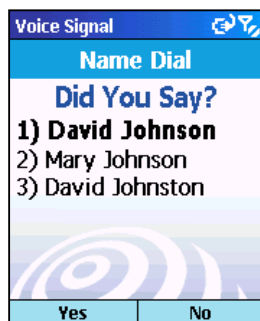 Voice Signal
Name Dial
Did You Say?
1) David Johnson
2) Mary Johnson
3) David Johnston
Yes No